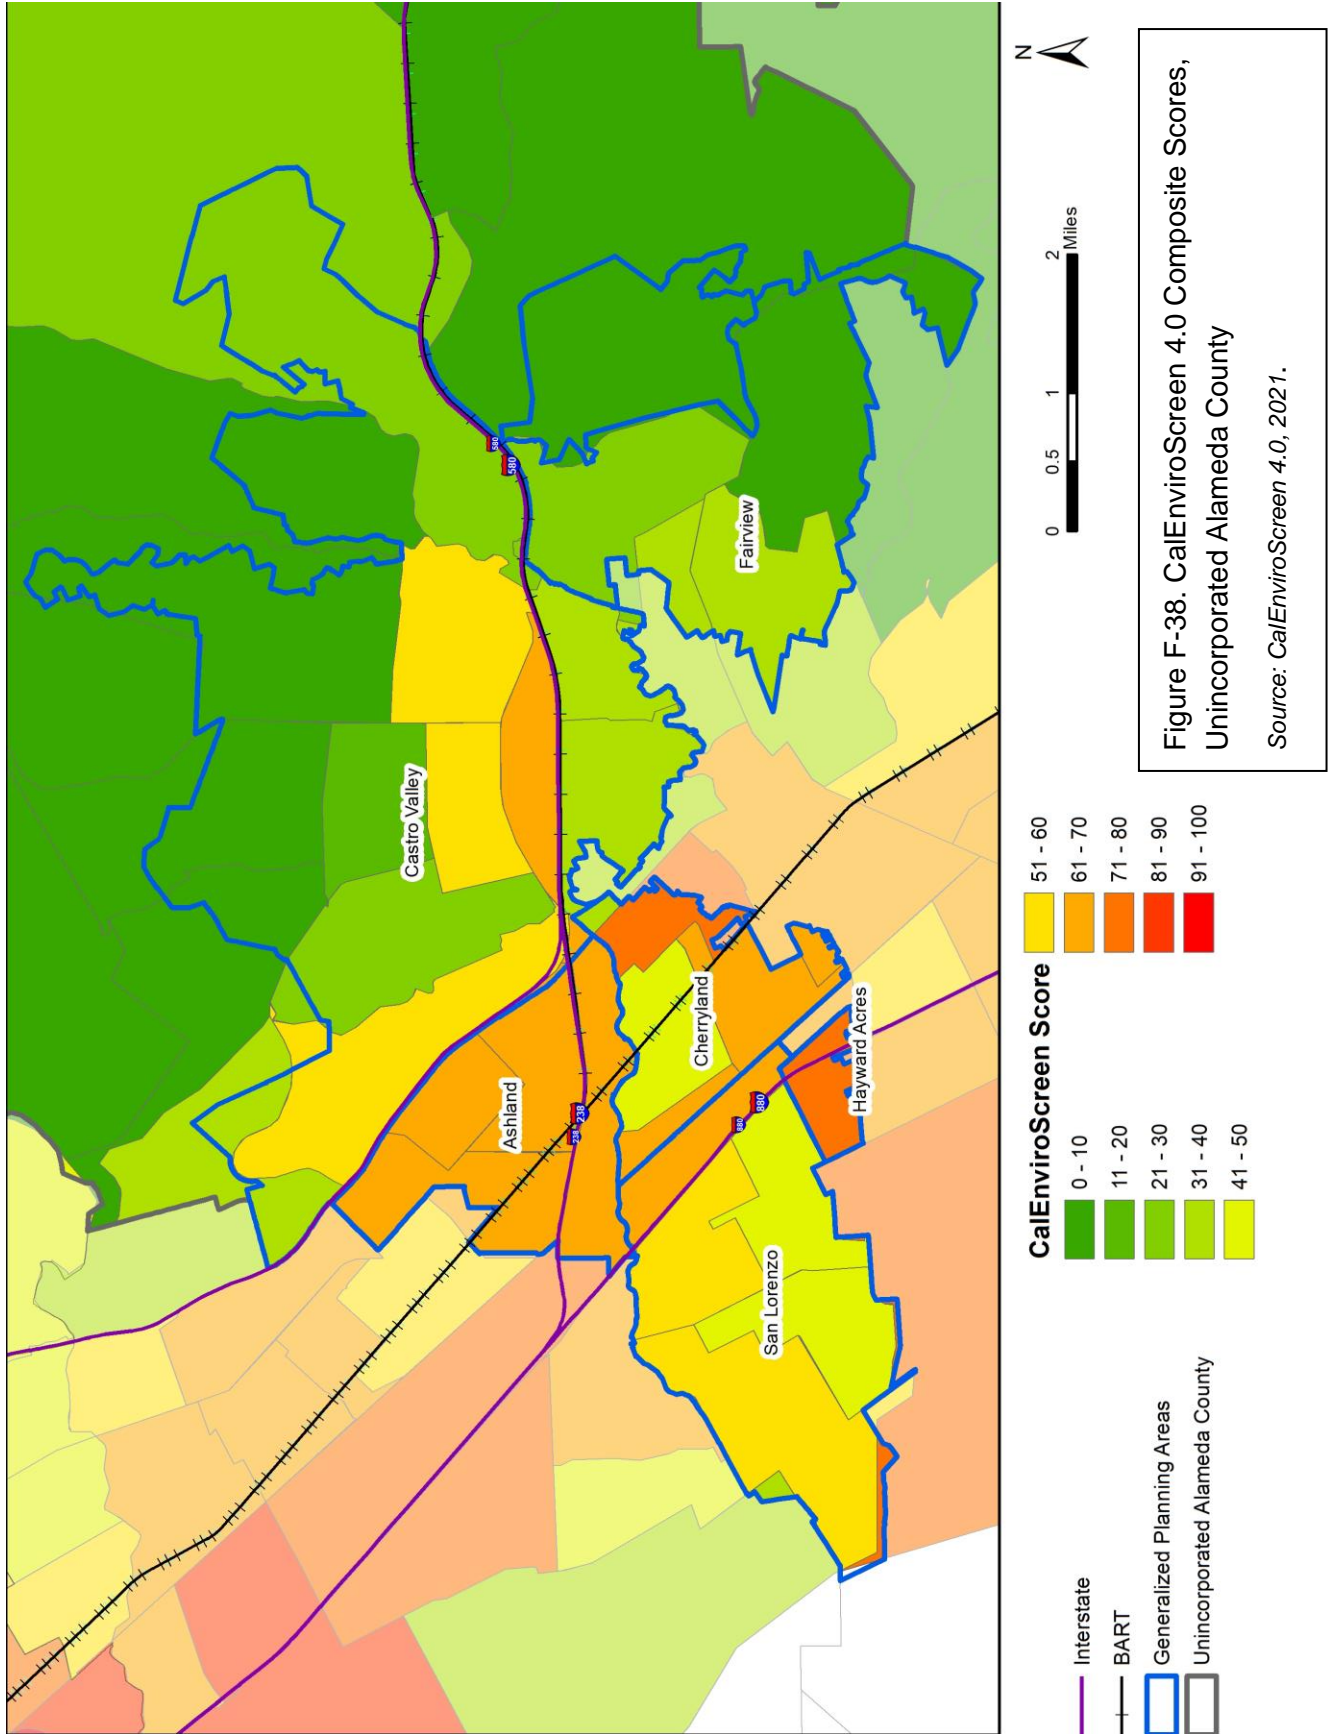 Castro Valley
Ashland
Cherryland
Fairview
Hayward Acres
San Lorenzo
580
580
238
238
880
880
N
0 0.5 1 2
Miles
Interstate
BART
Generalized Planning Areas
Unincorporated Alameda County
CalEnviroScreen Score
0 - 10
11 - 20
21 - 30
31 - 40
41 - 50
51 - 60
61 - 70
71 - 80
81 - 90
91 - 100
Figure F-38. CalEnviroScreen 4.0 Composite Scores,
Unincorporated Alameda County
Source: CalEnviroScreen 4.0, 2021.